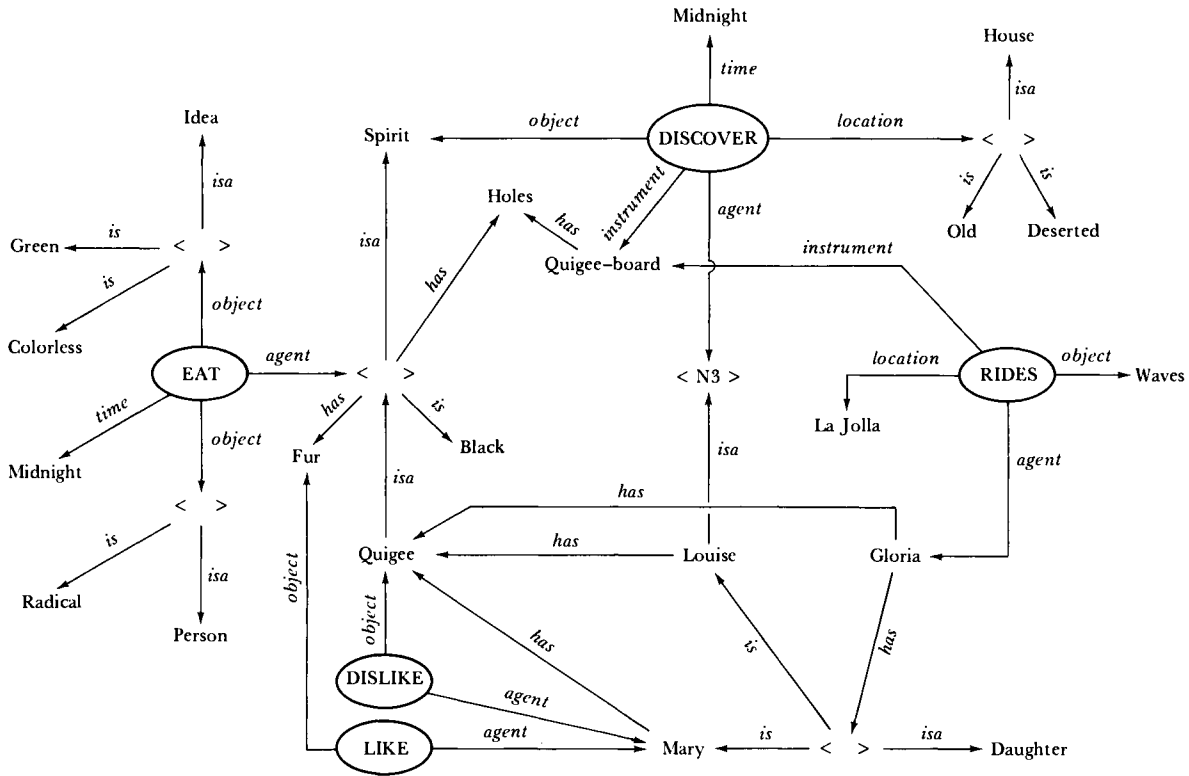 Midnight
House
time
isa
Idea
Spirit
object
DISCOVER
location
< >
isa
Holes
instrument
agent
is
is
Green
is
< >
isa
has
Old
Deserted
is
object
has
Quigee-board
instrument
Colorless
EAT
agent
< >
< N3 >
location
RIDES
object
Waves
time
has
is
La Jolla
Midnight
object
Fur
Black
isa
agent
< >
isa
has
is
isa
Quigee
has
Louise
Gloria
Radical
Person
object
object
has
is
has
DISLIKE
agent
LIKE
agent
Mary
is
< >
isa
Daughter